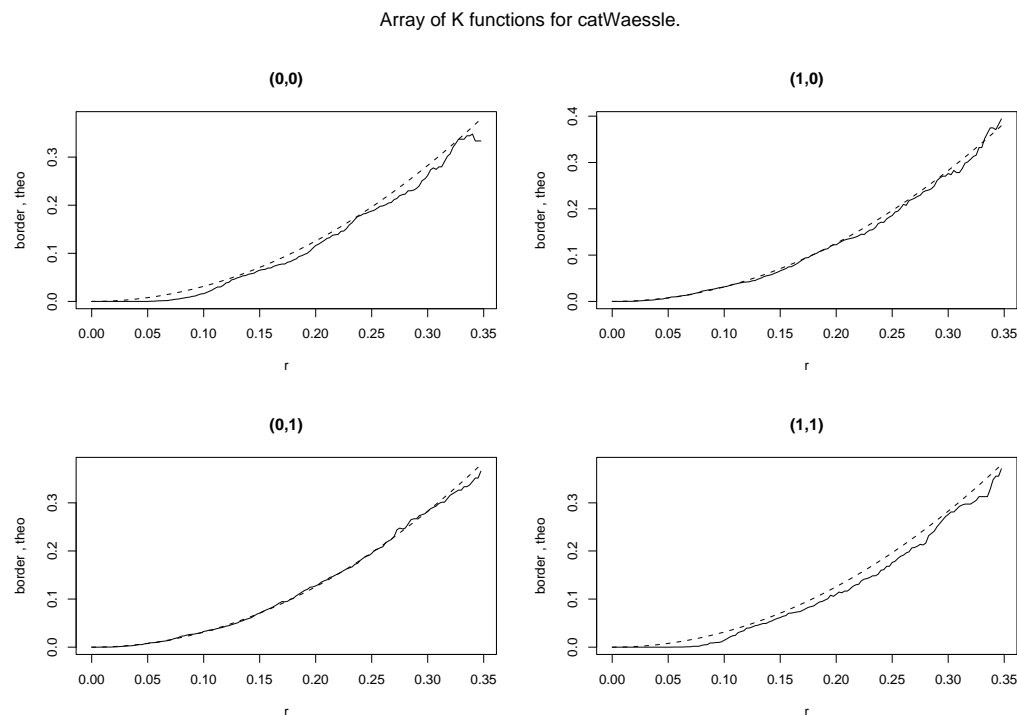 Array of K functions for catWaessle.
(0,0)
border , theo
0.0 0.1 0.2 0.3
0.00 0.05 0.10 0.15 0.20 0.25 0.30 0.35
r
(1,0)
border , theo
0.0 0.1 0.2 0.3 0.4
0.00 0.05 0.10 0.15 0.20 0.25 0.30 0.35
r
(0,1)
border , theo
0.0 0.1 0.2 0.3
0.00 0.05 0.10 0.15 0.20 0.25 0.30 0.35
r
(1,1)
border , theo
0.0 0.1 0.2 0.3
0.00 0.05 0.10 0.15 0.20 0.25 0.30 0.35
r